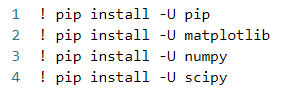 1 ! pip install -U pip
2 ! pip install -U matplotlib
3 ! pip install -U numpy
4 ! pip install -U scipy